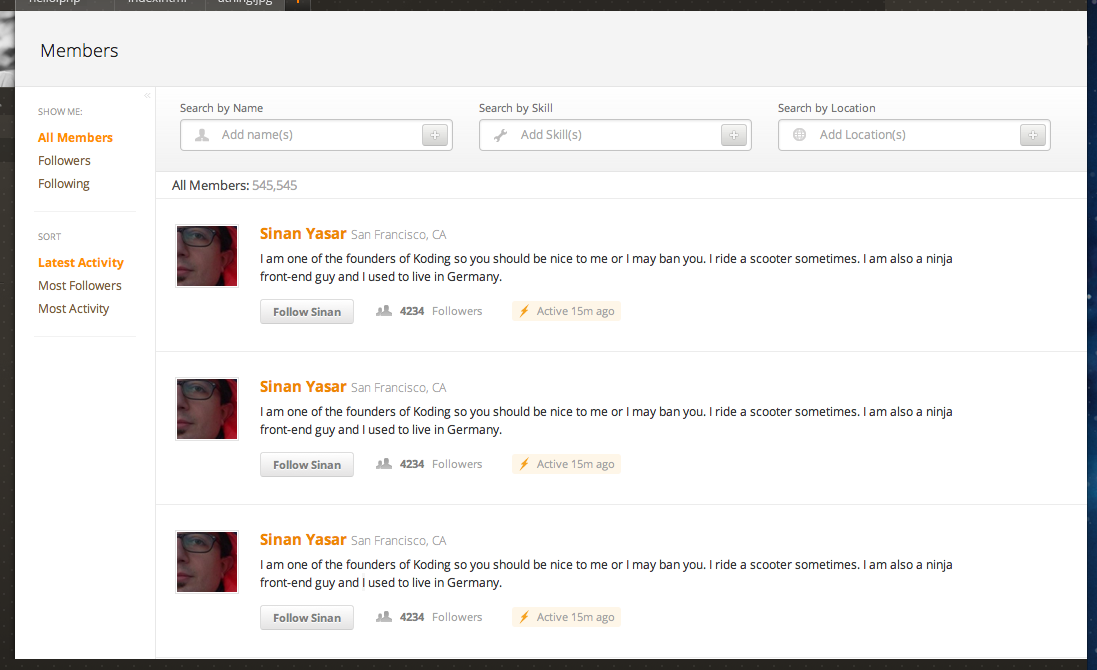 hello.php index.html athing.jpg +
Members
«
SHOW ME:
All Members
Followers
Following
SORT
Latest Activity
Most Followers
Most Activity
Search by Name Search by Skill Search by Location
Add name(s) Add Skill(s) Add Location(s)
All Members: 545,545
Sinan Yasar San Francisco, CA
I am one of the founders of Koding so you should be nice to me or I may ban you. I ride a scooter sometimes. I am also a ninja
front-end guy and I used to live in Germany.
Follow Sinan 4234 Followers Active 15m ago
Sinan Yasar San Francisco, CA
I am one of the founders of Koding so you should be nice to me or I may ban you. I ride a scooter sometimes. I am also a ninja
front-end guy and I used to live in Germany.
Follow Sinan 4234 Followers Active 15m ago
Sinan Yasar San Francisco, CA
I am one of the founders of Koding so you should be nice to me or I may ban you. I ride a scooter sometimes. I am also a ninja
front-end guy and I used to live in Germany.
Follow Sinan 4234 Followers Active 15m ago